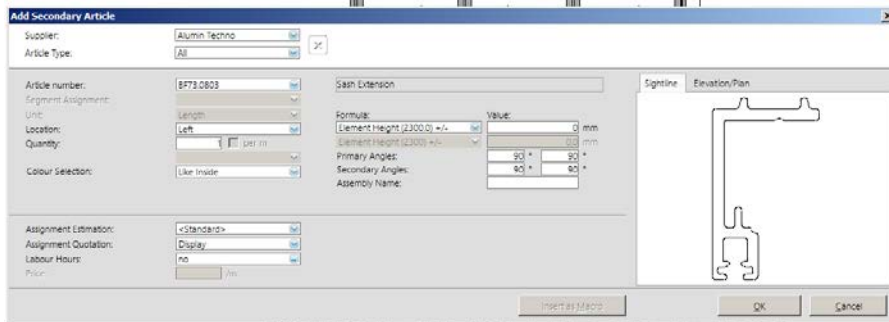 Add Secondary Article
Supplier: Alumin Techno
Article Type: All
Article number: BF73.0803 Sash Extension Sightline Elevation/Plan
Segment Assignment:
Unit: Length Formula: Value:
Location: Left Element Height (2300.0) +/- 0 mm
Quantity: 1 per m Element Height (2300) +/- 0.0 mm
Primary Angles: 90 ° 90 °
Colour Selection: Like Inside Secondary Angles: 90 ° 90 °
Assembly Name:
Assignment Estimation: <Standard>
Assignment Quotation: Display
Labour Hours: no
Price: /m
Insert as Macro OK Cancel